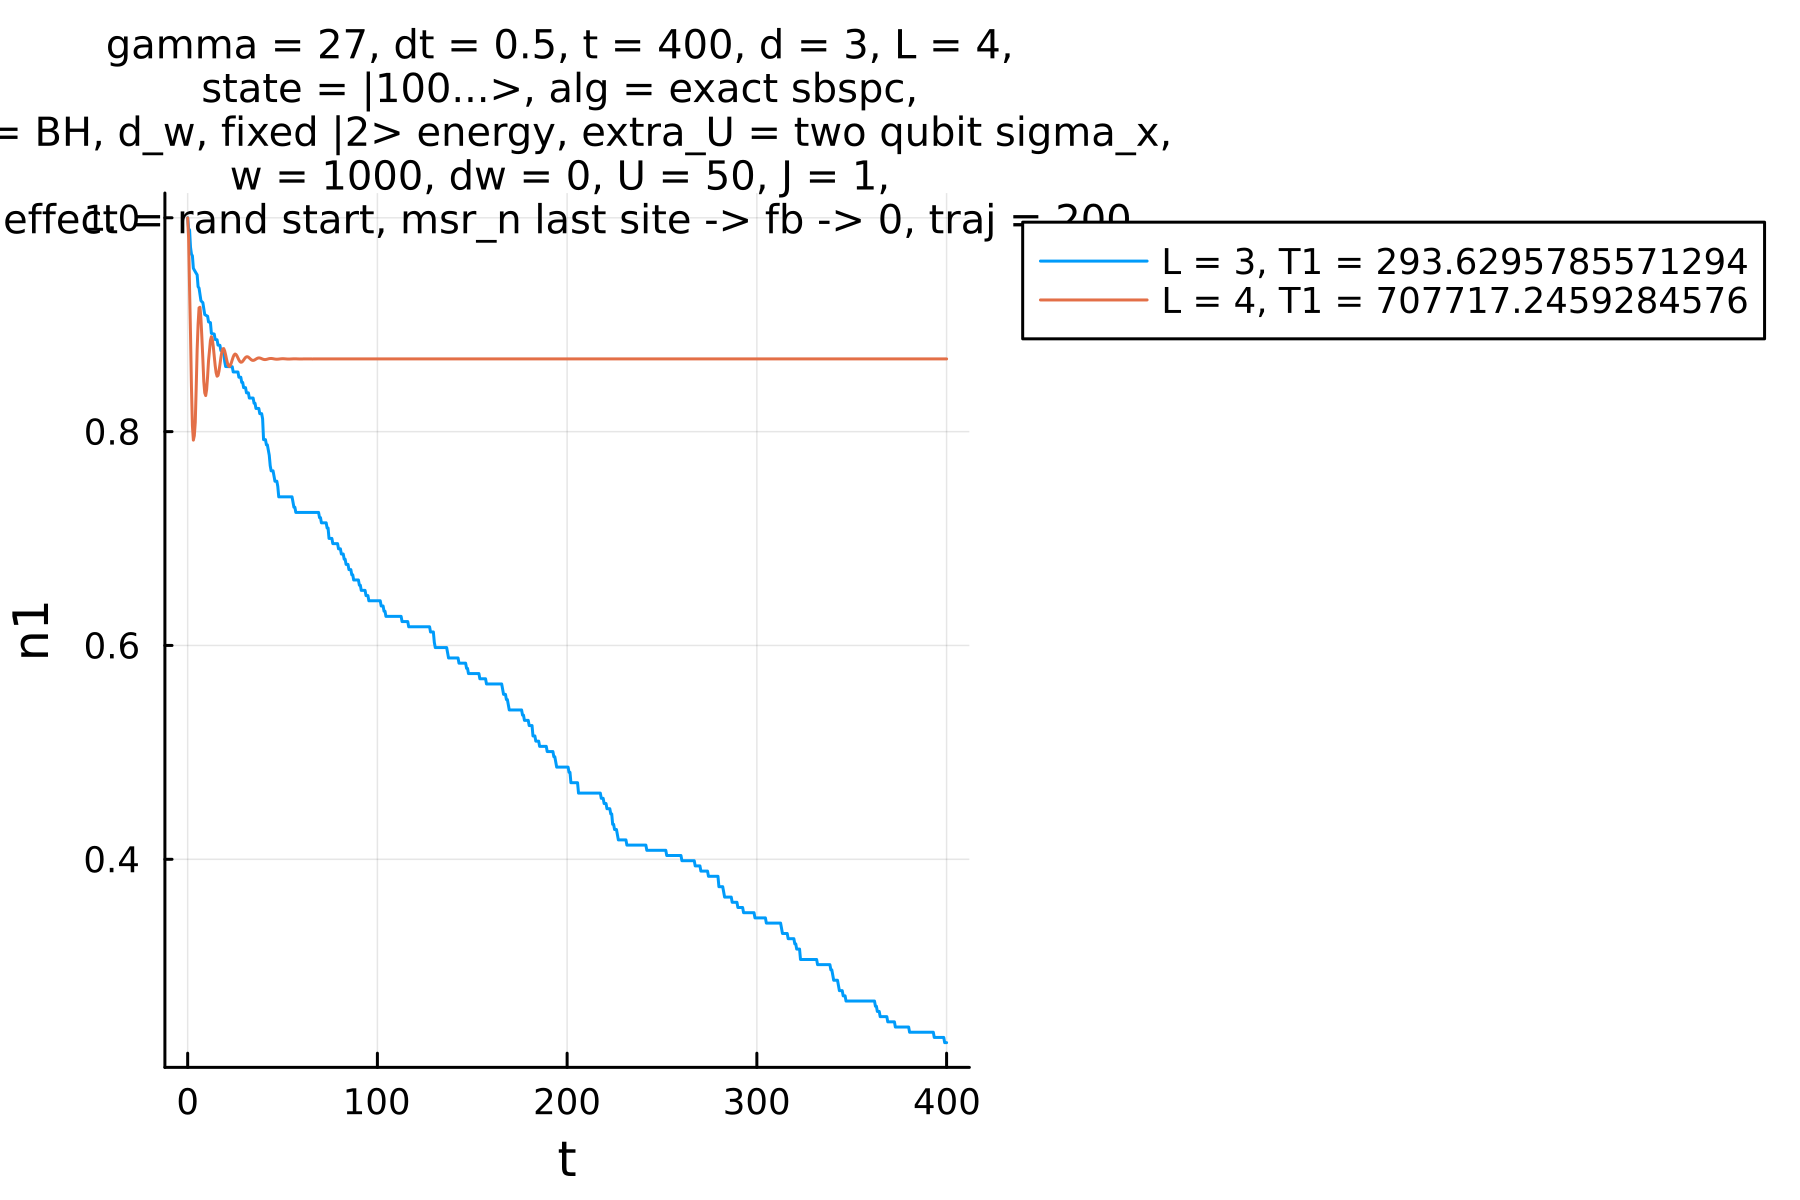 gamma = 27, dt = 0.5, t = 400, d = 3, L = 4,
state = |100...>, alg = exact sbspc,
= BH, d_w, fixed |2> energy, extra_U = two qubit sigma_x,
w = 1000, dw = 0, U = 50, J = 1,
effect = rand start, msr_n last site -> fb -> 0, traj = 200
L = 3, T1 = 293.6295785571294
L = 4, T1 = 707717.2459284576
1.0
0.8
0.6
0.4
n1
0 100 200 300 400
t